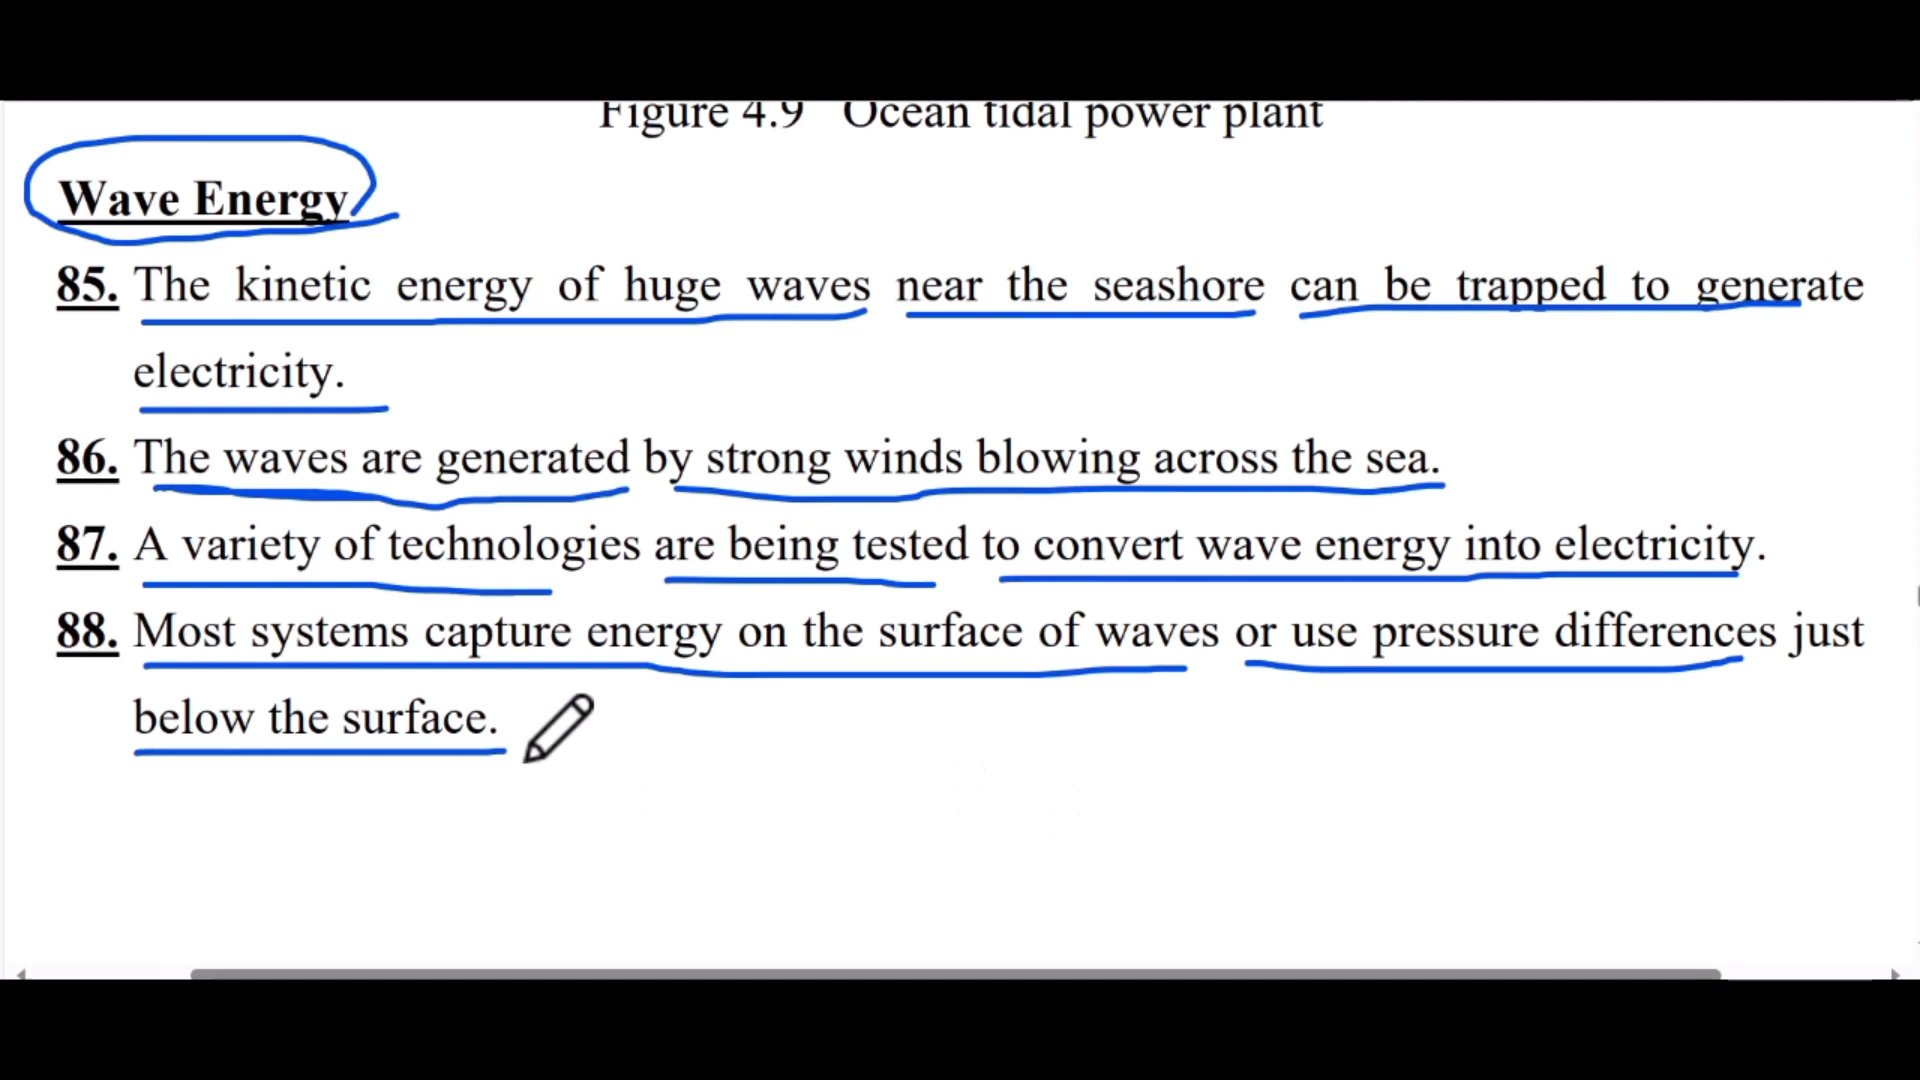 Figure 4.9 Ocean tidal power plant
Wave Energy
85. The kinetic energy of huge waves near the seashore can be trapped to generate
electricity.
86. The waves are generated by strong winds blowing across the sea.
87. A variety of technologies are being tested to convert wave energy into electricity.
88. Most systems capture energy on the surface of waves or use pressure differences just
below the surface.